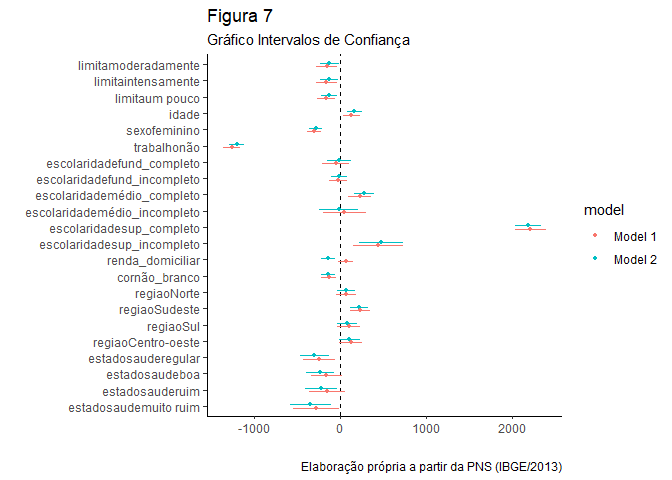 Figura 7
Gráfico Intervalos de Confiança
limitamoderadamente
limitaintensamente
limitaum pouco
idade
sexofeminino
trabalhonão
escolaridadefund_completo
escolaridadefund_incompleto
escolaridademédio_completo
escolaridademédio_incompleto
escolaridadesup_completo
escolaridadesup_incompleto
renda_domiciliar
cornão_branco
regiaoNorte
regiaoSudeste
regiaoSul
regiaoCentro-oeste
estadosauderegular
estadosaudeboa
estadosauderuim
estadosaudemuito ruim
-1000 0 1000 2000
model
Model 1
Model 2
Elaboração própria a partir da PNS (IBGE/2013)